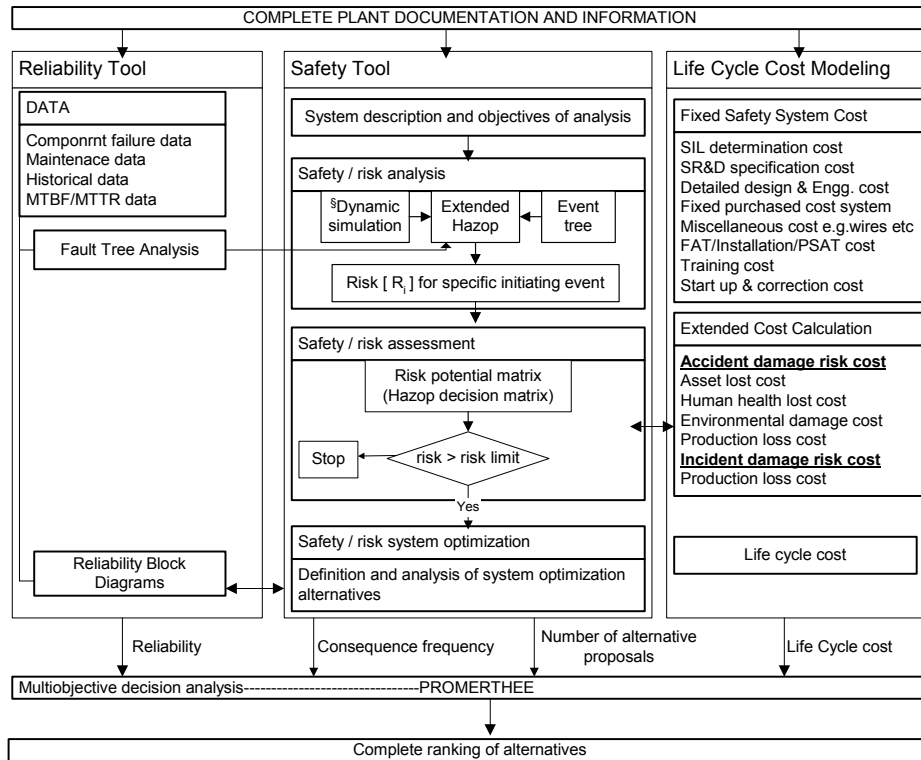 COMPLETE PLANT DOCUMENTATION AND INFORMATION
Reliability Tool
DATA
Componrnt failure data
Maintenace data
Historical data
MTBF/MTTR data
Fault Tree Analysis
Reliability Block
Diagrams
Safety Tool
System description and objectives of analysis
Safety / risk analysis
§Dynamic
simulation
Extended
Hazop
Event
tree
Risk [ Ri ] for specific initiating event
Safety / risk assessment
Risk potential matrix
(Hazop decision matrix)
Stop
risk > risk limit
Yes
Safety / risk system optimization
Definition and analysis of system optimization
alternatives
Life Cycle Cost Modeling
Fixed Safety System Cost
SIL determination cost
SR&D specification cost
Detailed design & Engg. cost
Fixed purchased cost system
Miscellaneous cost e.g.wires etc
FAT/Installation/PSAT cost
Training cost
Start up & correction cost
Extended Cost Calculation
Accident damage risk cost
Asset lost cost
Human health lost cost
Environmental damage cost
Production loss cost
Incident damage risk cost
Production loss cost
Life cycle cost
Reliability
Consequence frequency
Number of alternative
proposals
Life Cycle cost
Multiobjective decision analysis---------------------------------PROMERTHEE
Complete ranking of alternatives